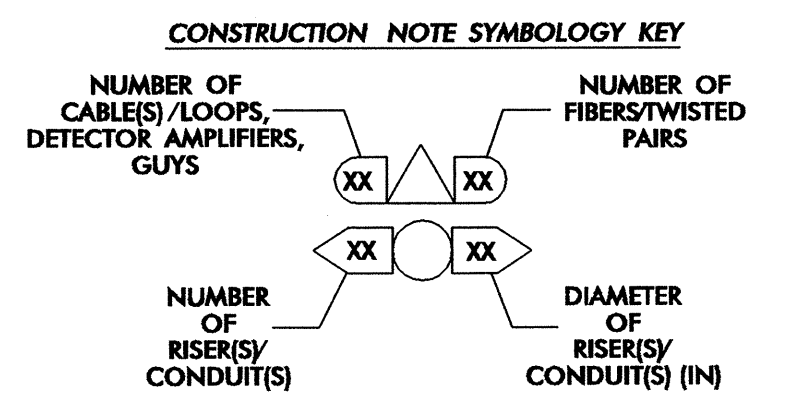 CONSTRUCTION NOTE SYMBOLOGY KEY
NUMBER OF
CABLE(S)/LOOPS,
DETECTOR AMPLIFIERS,
GUYS
NUMBER OF
FIBERS/TWISTED
PAIRS
XX
XX
XX
XX
NUMBER
OF
RISER(S)/
CONDUIT(S)
DIAMETER
OF
RISER(S)/
CONDUIT(S) (IN)